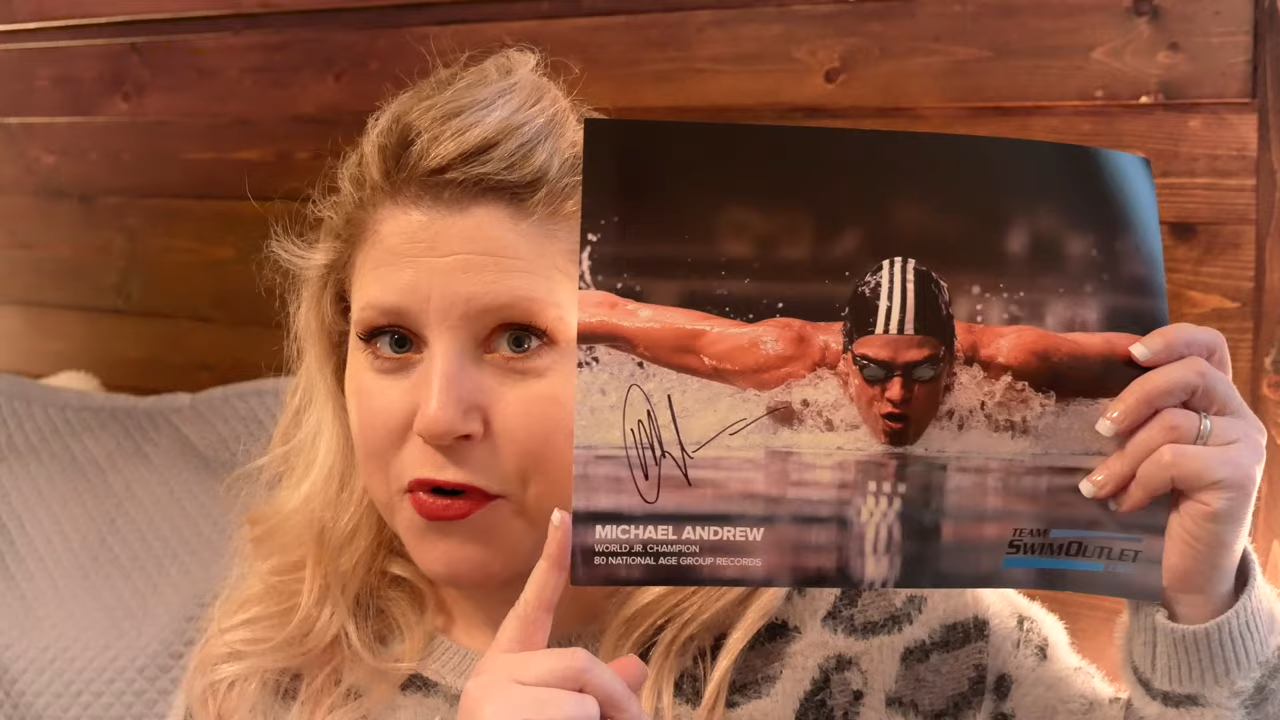 MICHAEL ANDREW
WORLD JR. CHAMPION
80 NATIONAL AGE GROUP RECORDS
TEAM
SWIMOUTLET